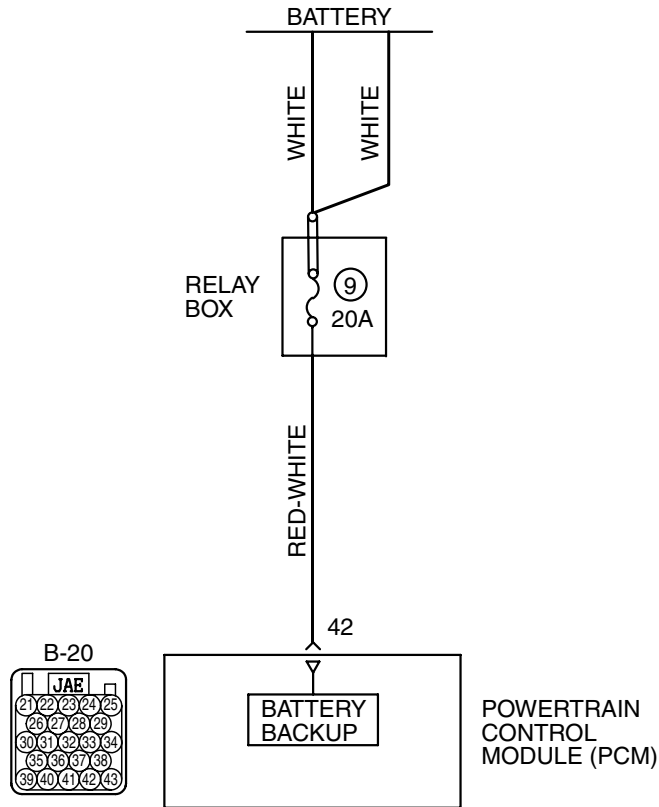 BATTERY
WHITE
WHITE
RELAY
BOX
9
20A
RED-WHITE
42
B-20
JAE
21 22 23 24 25
26 27 28 29
30 31 32 33 34
35 36 37 38
39 40 41 42 43
BATTERY
BACKUP
POWERTRAIN
CONTROL
MODULE (PCM)